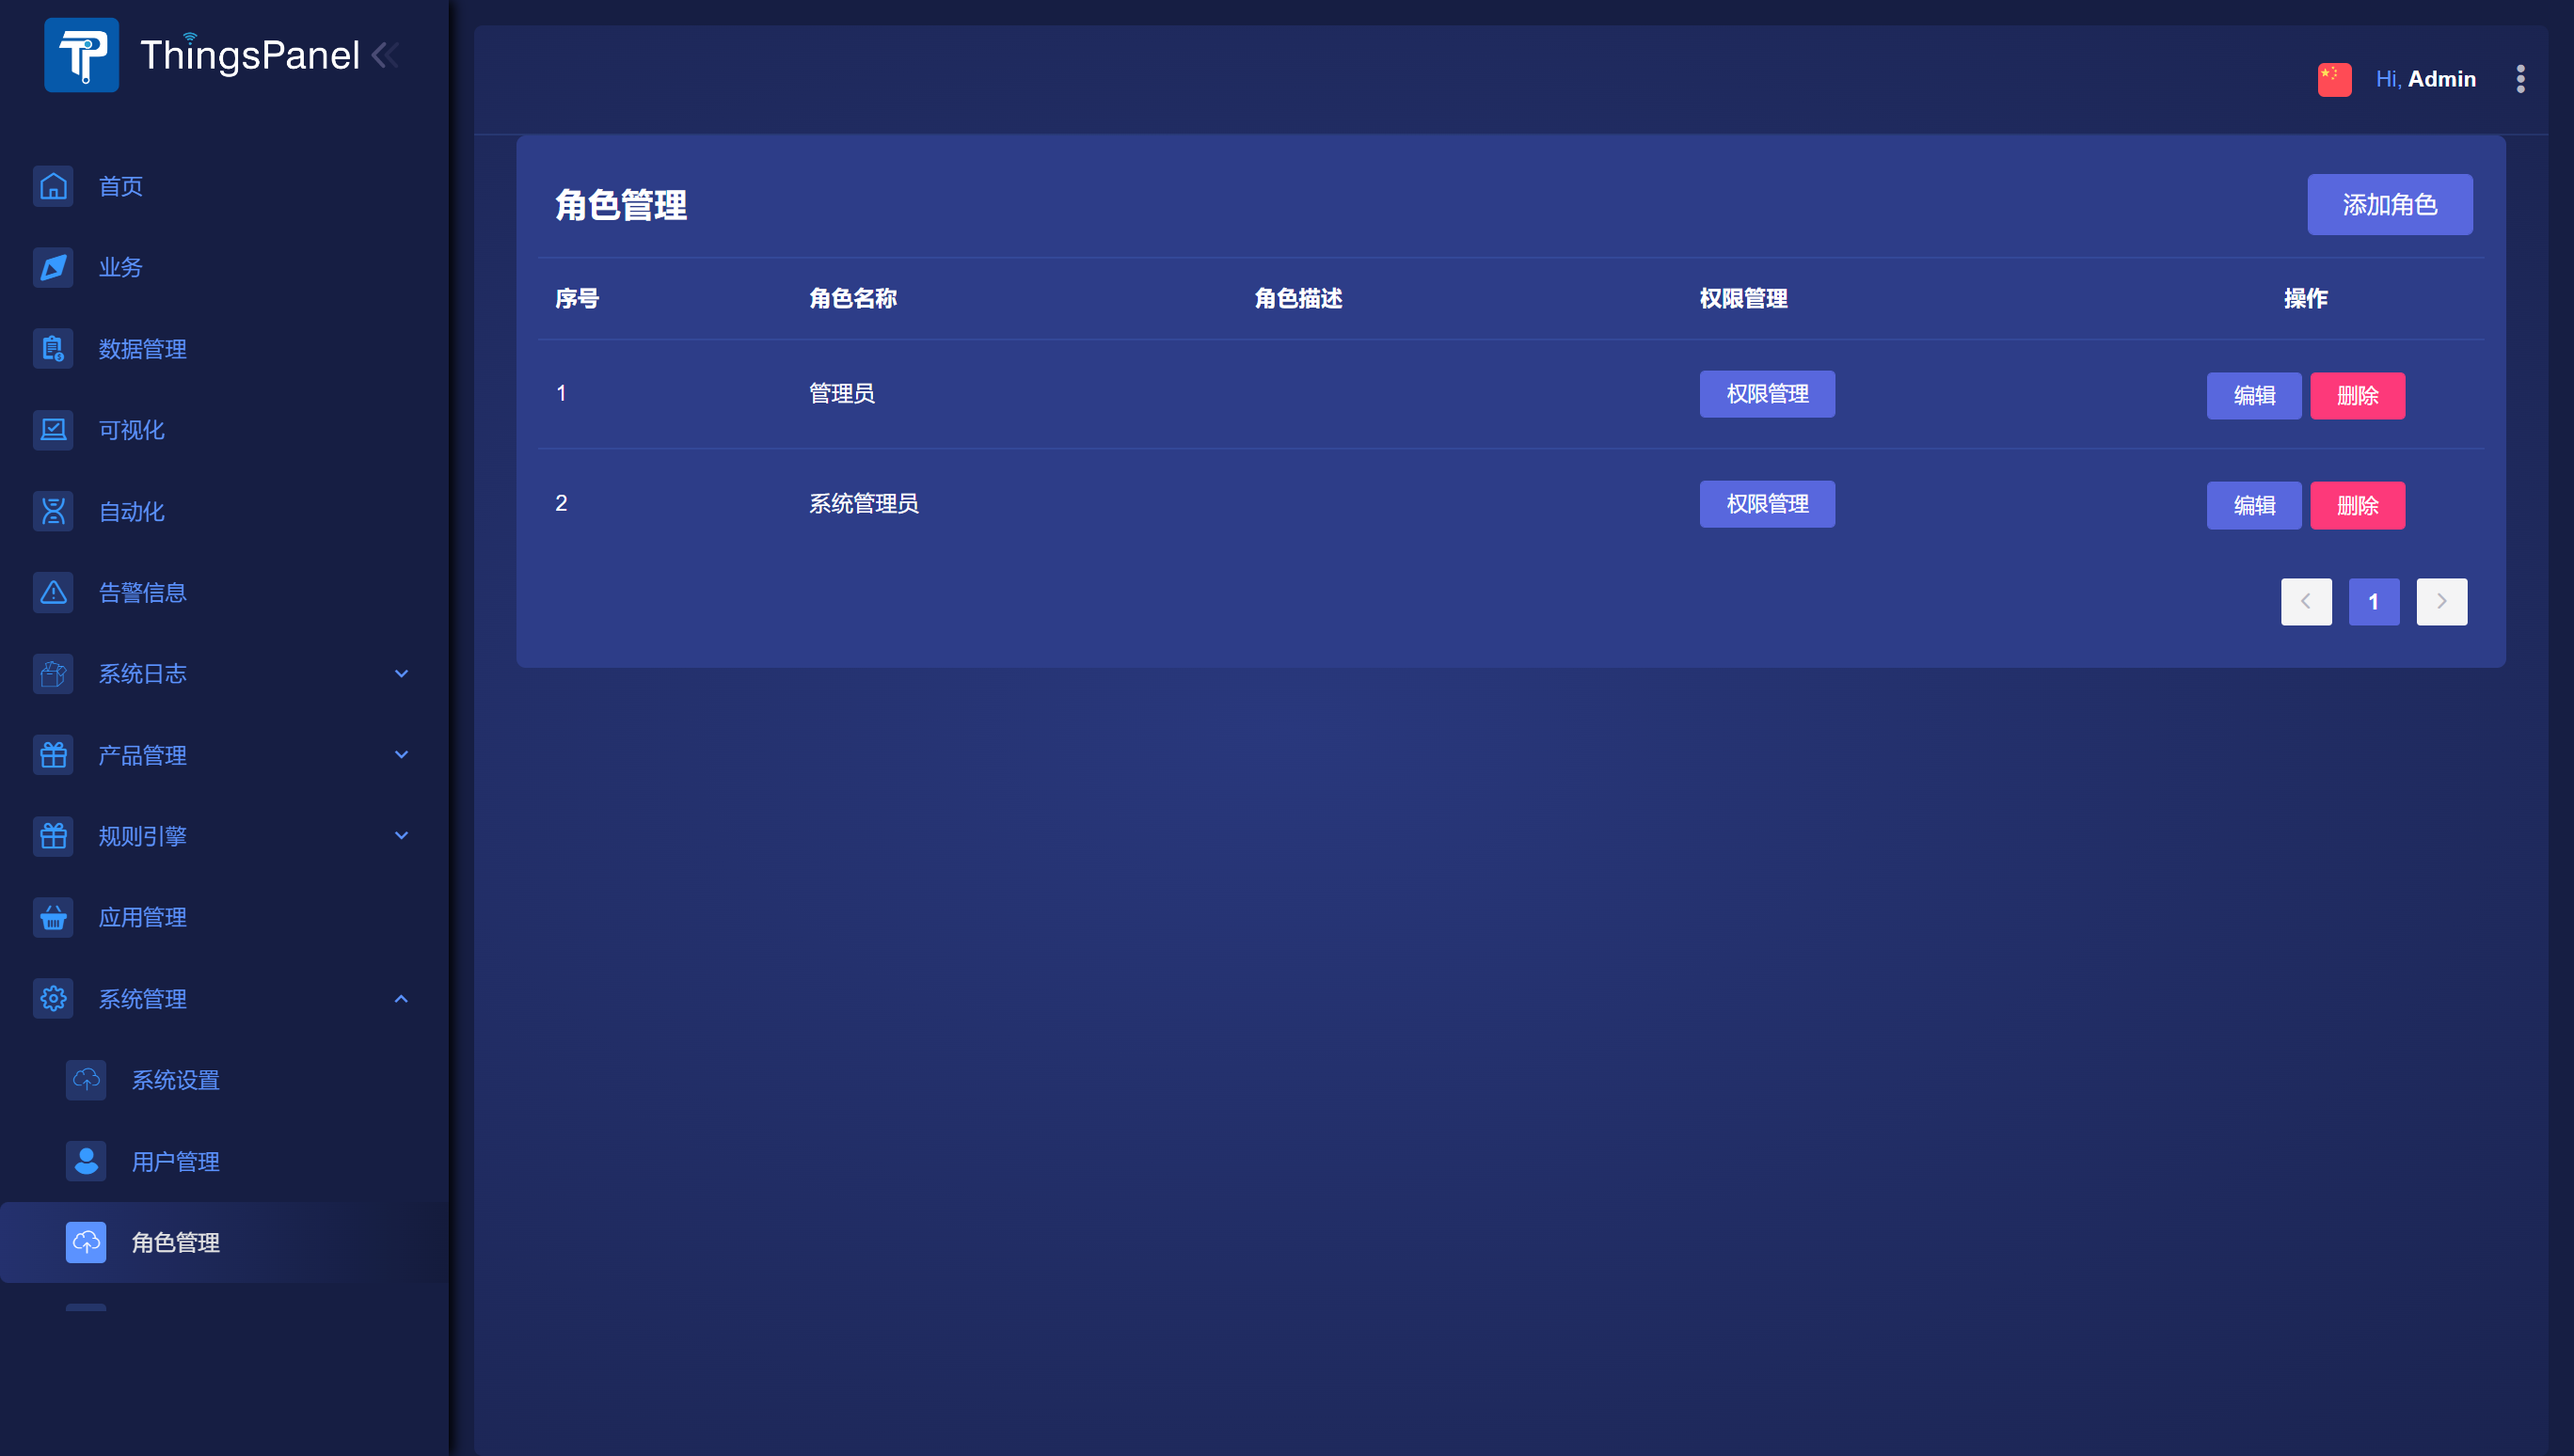 ThingsPanel
首页
业务
数据管理
可视化
自动化
告警信息
系统日志
产品管理
规则引擎
应用管理
系统管理
系统设置
用户管理
角色管理
Hi, Admin
角色管理 添加角色
序号 角色名称 角色描述 权限管理 操作
1 管理员 权限管理 编辑 删除
2 系统管理员 权限管理 编辑 删除
1